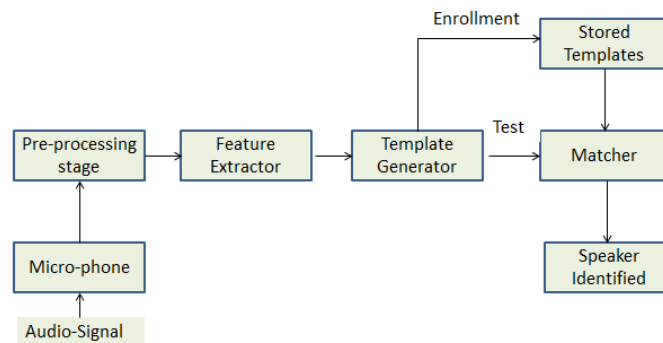 Enrollment
Stored
Templates
Pre-processing
stage
Feature
Extractor
Template
Generator
Test
Matcher
Micro-phone
Speaker
Identified
Audio-Signal